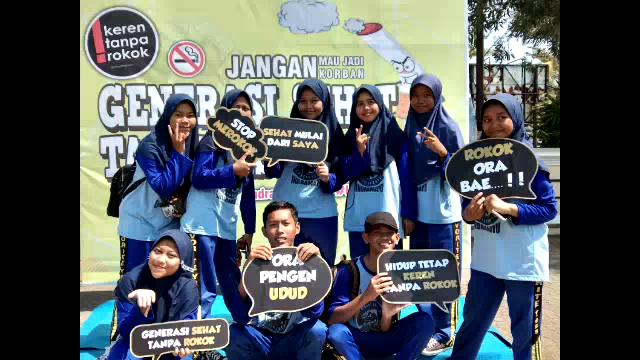 keren
tanpa
rokok
JANGAN MAU JADI KORBAN
GENERASI SEHAT
STOP
MEROKOK
SEHAT MULAI
DARI SAYA
ROKOK
ORA
BAE....!!
ORA
PENGEN
UDUD
HIDUP TETAP
KEREN
TANPA ROKOK
GENERASI SEHAT
TANPA ROKOK